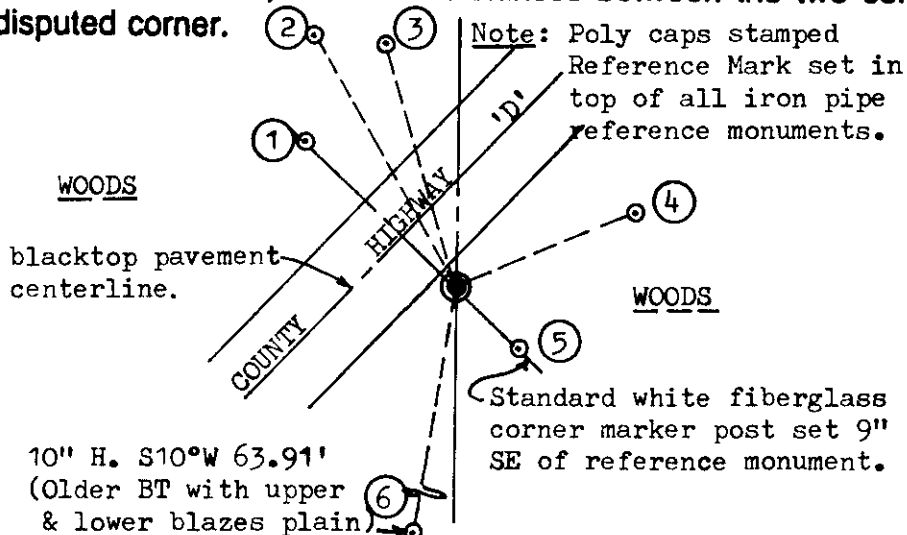 disputed corner.
Note: Poly caps stamped
Reference Mark set in
top of all iron pipe
reference monuments.
2
3
1
'D'
WOODS
HIGHWAY
4
blacktop pavement
centerline.
WOODS
COUNTY
5
Standard white fiberglass
corner marker post set 9"
SE of reference monument.
10" H. S10°W 63.91'
(Older BT with upper
& lower blazes plain)
6